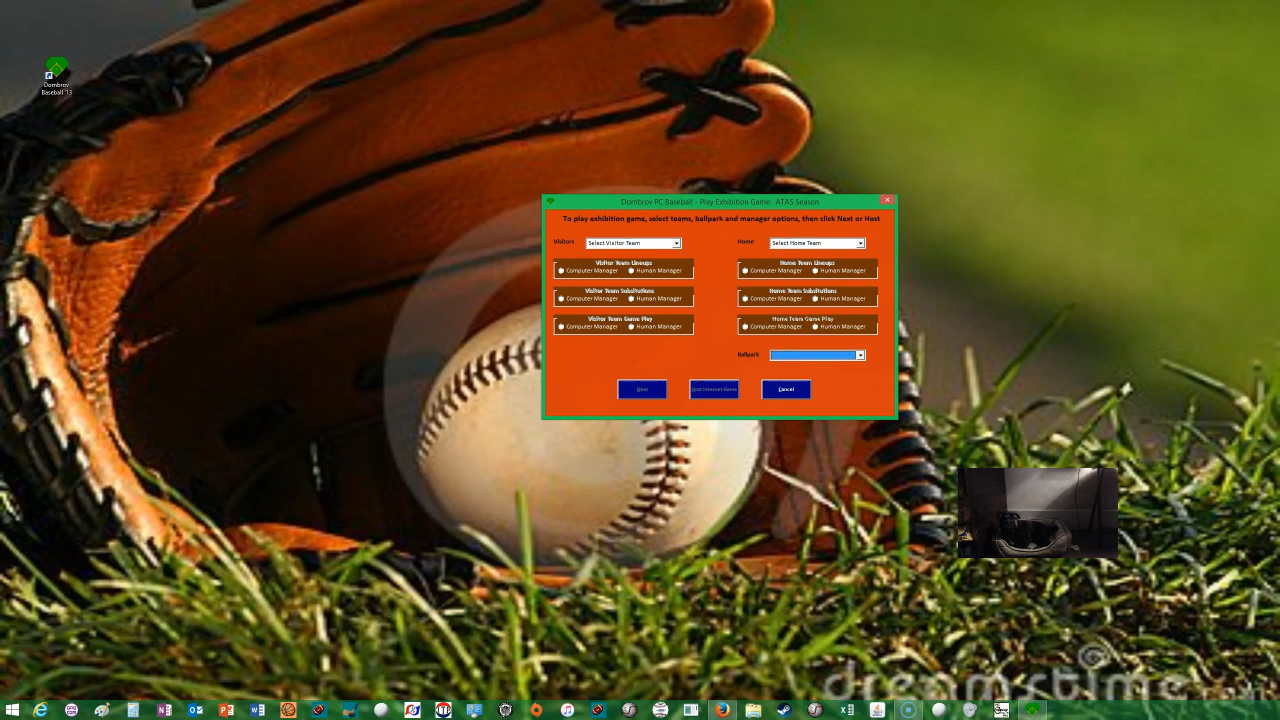 Dombrov
Baseball '13
Dombrov PC Baseball - Play Exhibition Game: ATAS Season
To play exhibition game, select teams, ballpark and manager options, then click Next or Host
Visitors
Select Visitor Team
Home
Select Home Team
Visitor Team Lineups
Computer Manager
Human Manager
Home Team Lineups
Computer Manager
Human Manager
Visitor Team Substitutions
Computer Manager
Human Manager
Home Team Substitutions
Computer Manager
Human Manager
Visitor Team Game Play
Computer Manager
Human Manager
Home Team Game Play
Computer Manager
Human Manager
Ballpark
Next
Host Internet Game
Cancel
dreamstime